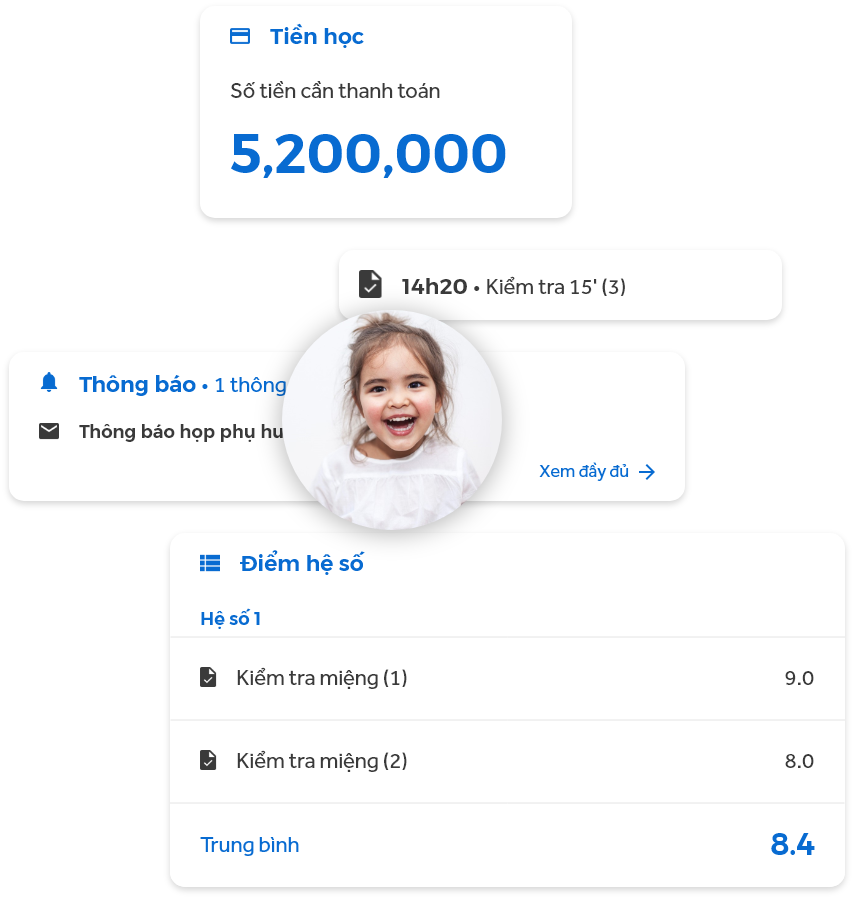 Tiền học
Số tiền cần thanh toán
5,200,000
14h20 • Kiểm tra 15' (3)
Thông báo • 1 thông
Thông báo họp phụ
Xem đầy đủ
Điểm hệ số
Hệ số 1
Kiểm tra miệng (1) 9.0
Kiểm tra miệng (2) 8.0
Trung bình 8.4